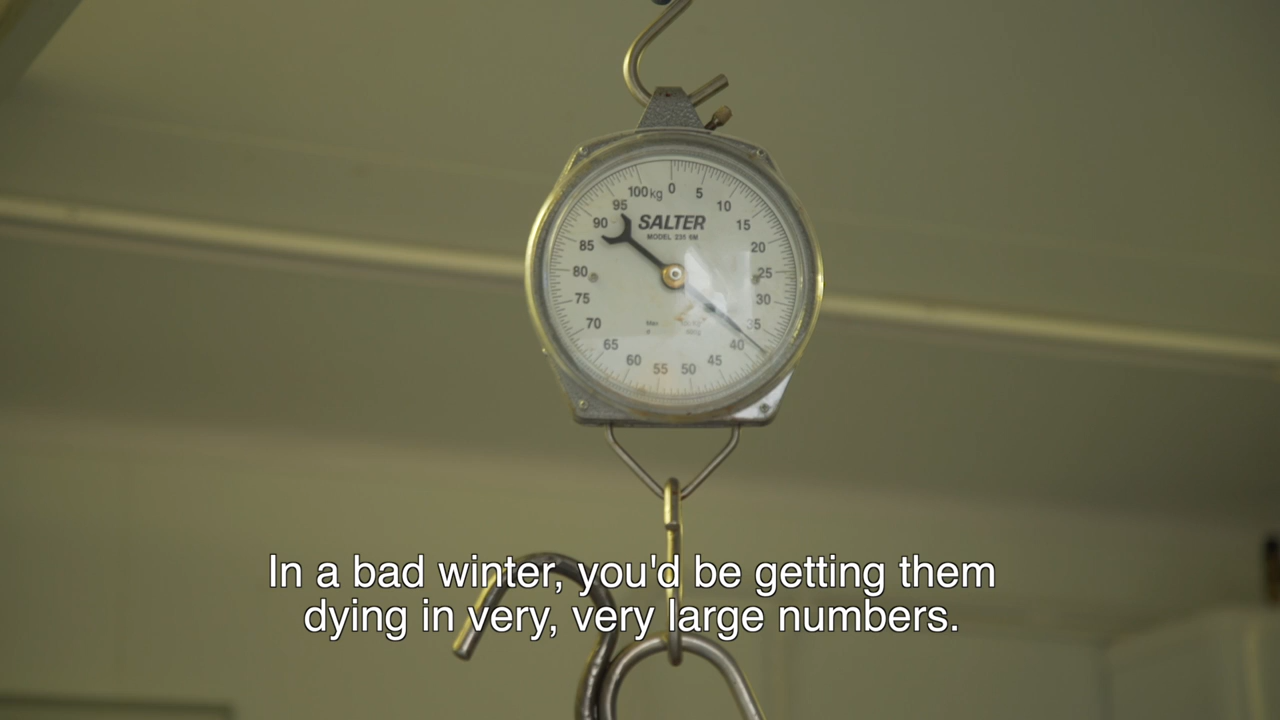 100kg 0 5
95 10
90 SALTER 15
MODEL 235 6M
85 20
80 25
75 30
70 35
65 40
60 55 50 45
In a bad winter, you'd be getting them
dying in very, very large numbers.